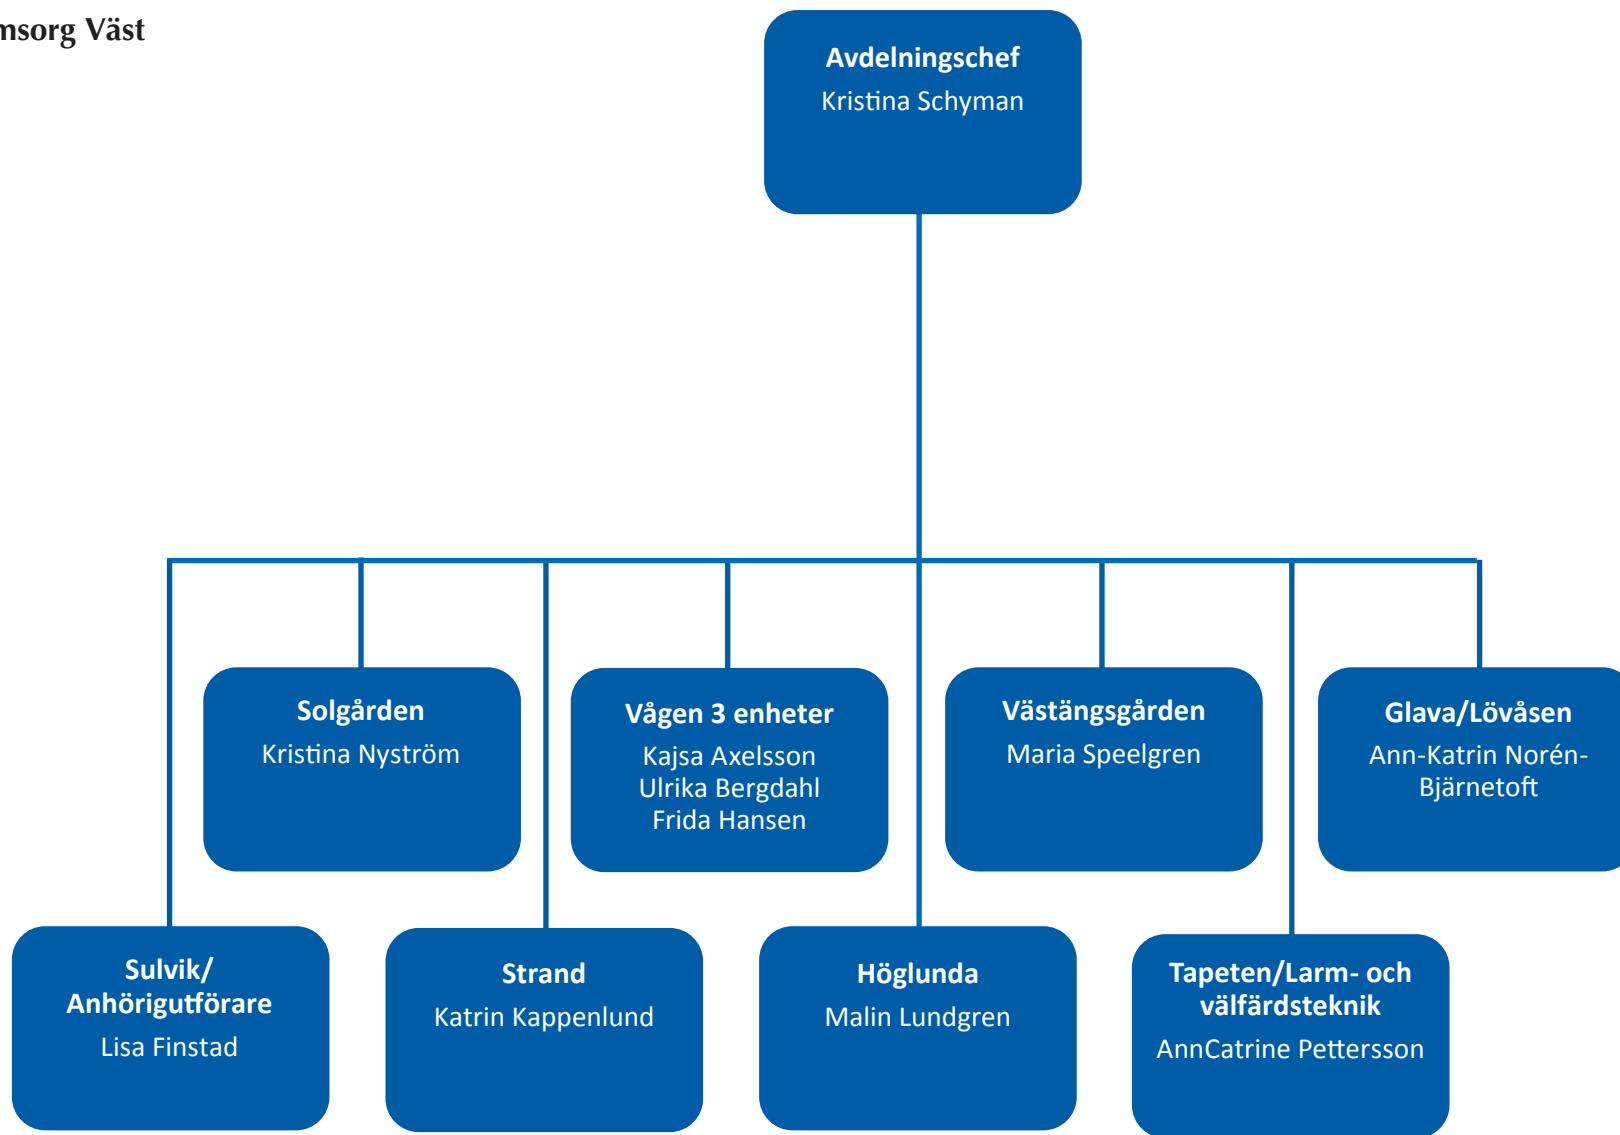 msorg Väst
Avdelningschef
Kristina Schyman
Solgården
Kristina Nyström
Vågen 3 enheter
Kajsa Axelsson
Ulrika Bergdahl
Frida Hansen
Västängsgården
Maria Speelgren
Glava/Lövåsen
Ann-Katrin Norén-
Bjärnetoft
Sulvik/
Anhörigutförare
Lisa Finstad
Strand
Katrin Kappenlund
Höglunda
Malin Lundgren
Tapeten/Larm- och
välfärdsteknik
AnnCatrine Pettersson